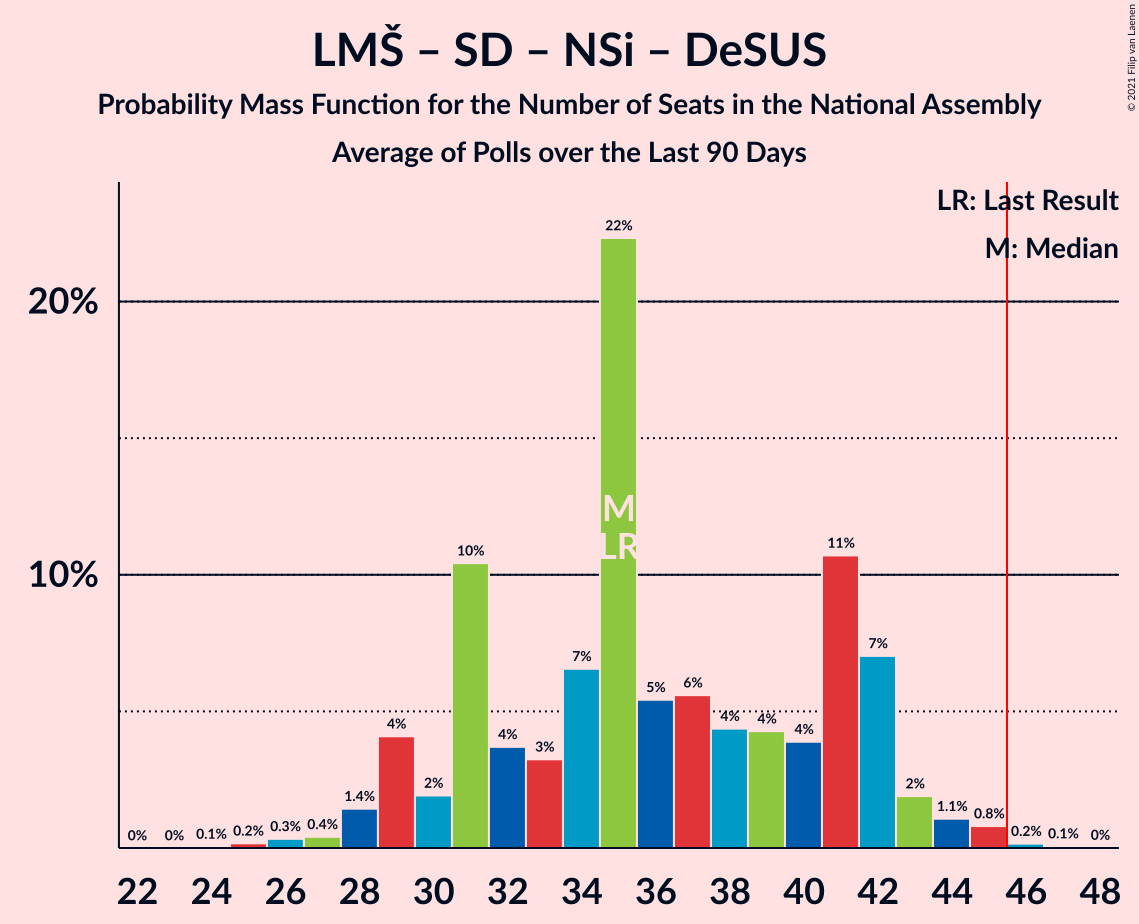 LMŠ – SD – NSi – DeSUS
Probability Mass Function for the Number of Seats in the National Assembly
Average of Polls over the Last 90 Days
© 2021 Filip van Laenen
LR: Last Result
M: Median
20%
10%
0% 0% 0.1% 0.2% 0.3% 0.4% 1.4% 4% 2% 10% 4% 3% 7% 22% 5% 6% 4% 4% 4% 11% 7% 2% 1.1% 0.8% 0.2% 0.1% 0%
M
LR
22 24 26 28 30 32 34 36 38 40 42 44 46 48